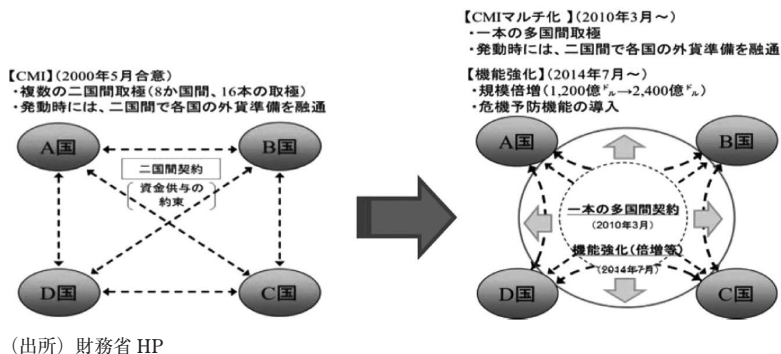 【CMI】(2000年5月合意)
・複数の二国間取極(8か国間、16本の取極)
・発動時には、二国間で各国の外貨準備を融通
A国
B国
二国間契約
資金供与の
約束
D国
C国
【CMIマルチ化 】(2010年3月~)
・一本の多国間取極
・発動時には、二国間で各国の外貨準備を融通
【機能強化】(2014年7月~)
・規模倍増(1,200億ドル→2,400億ドル)
・危機予防機能の導入
A国
B国
一本の多国間契約
(2010年3月)
機能強化(倍増等)
(2014年7月)
D国
C国
(出所)財務省 HP